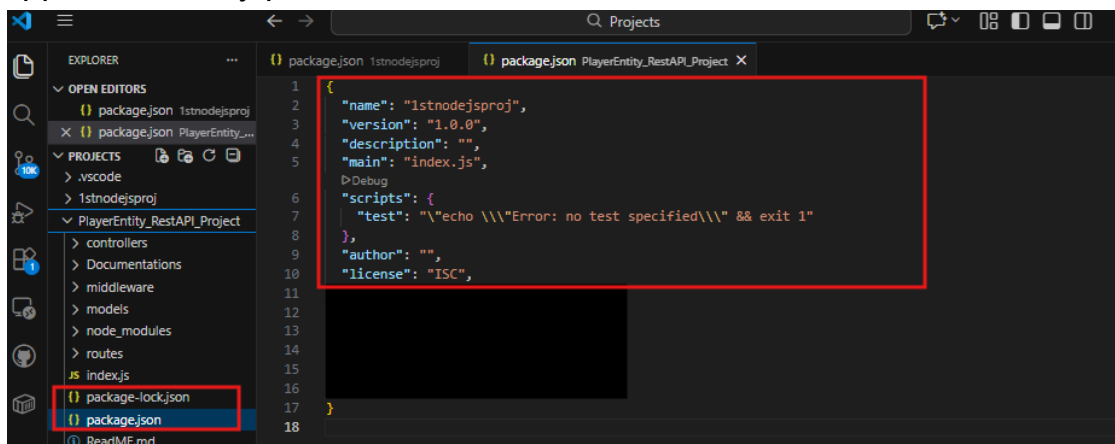 Projects
EXPLORER
...
OPEN EDITORS
{} package.json 1stnodejsproj
X {} package.json PlayerEntity_...
PROJECTS
> .vscode
> 1stnodejsproj
PlayerEntity_RestAPI_Project
> controllers
> Documentations
> middleware
> models
> node_modules
> routes
JS index.js
{} package-lock.json
{} package.json
ReadME.md
10K
1
{} package.json 1stnodejsproj
{} package.json PlayerEntity_RestAPI_Project X
1 {
2 "name": "1stnodejsproj",
3 "version": "1.0.0",
4 "description": "",
5 "main": "index.js",
Debug
6 "scripts": {
7 "test": "\"echo \\\"Error: no test specified\\\" && exit 1"
8 },
9 "author": "",
10 "license": "ISC",
11
12
13
14
15
16
17 }
18